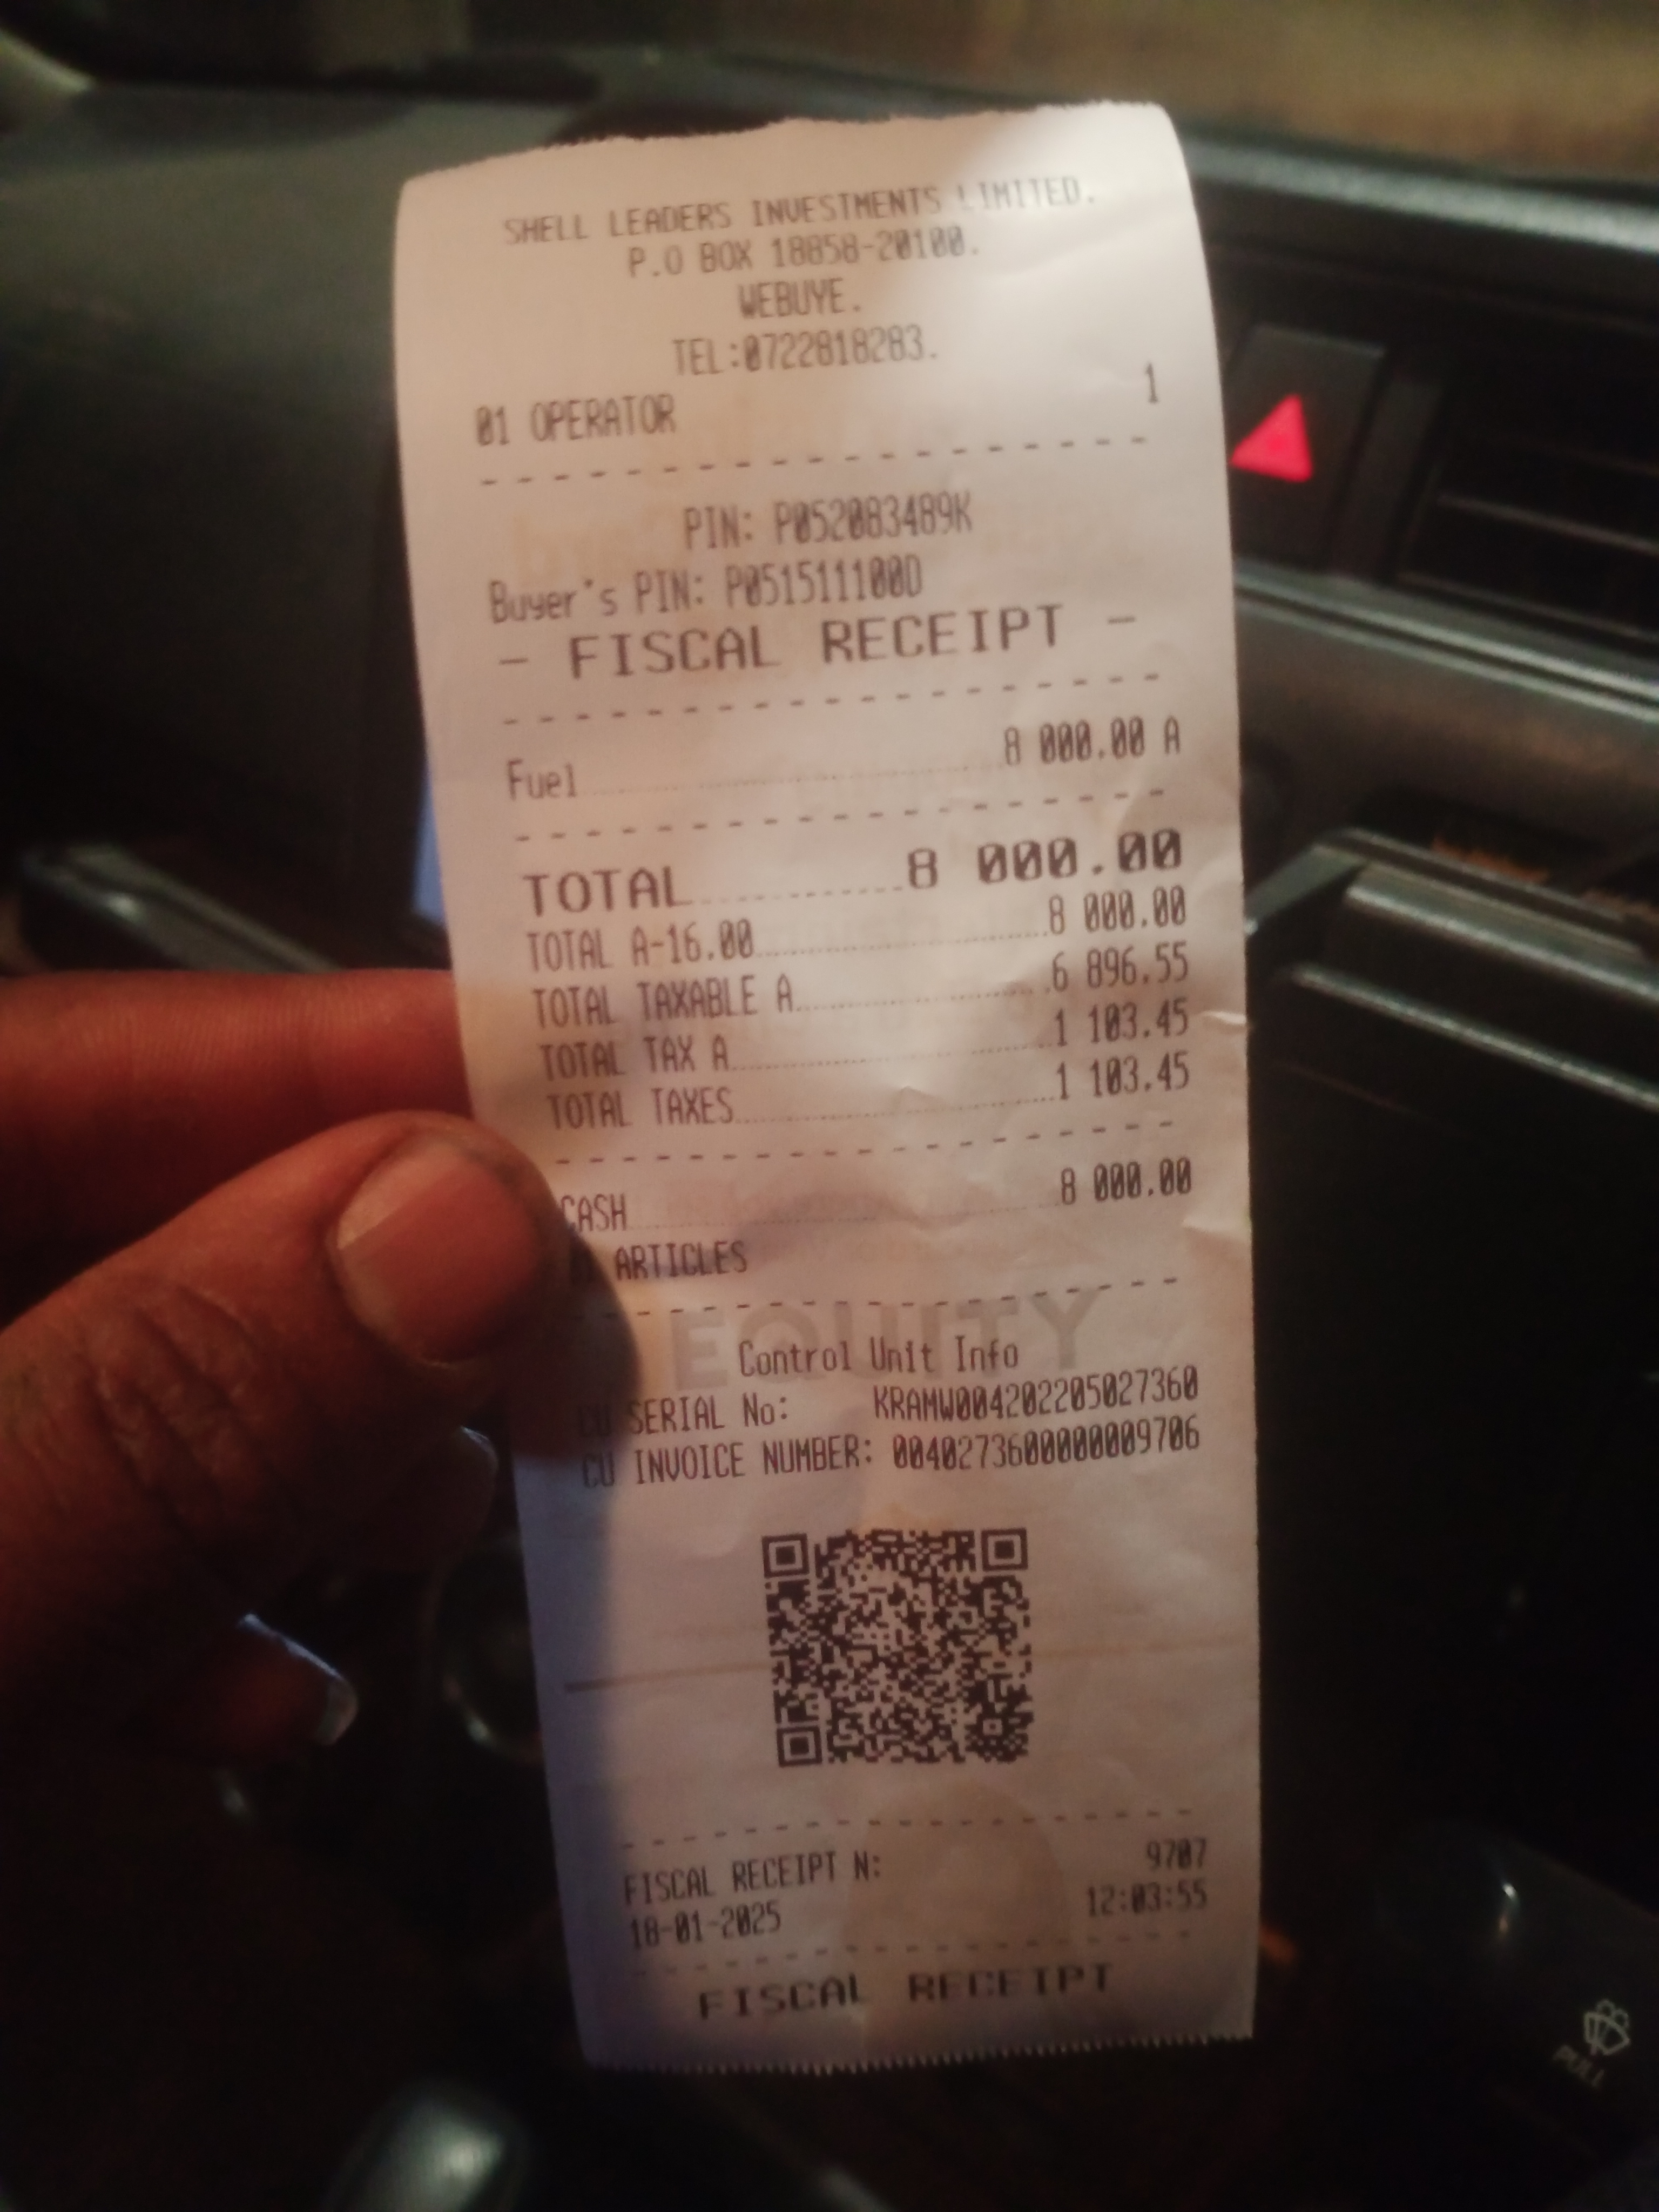 SHELL LEADERS INVESTMENTS LIMITED.
P.O BOX 18858-20100.
WEBUYE.
TEL:0722818283.
01 OPERATOR 1
PIN: P052083489K
Buyer's PIN: P051511100D
- FISCAL RECEIPT -
Fuel 8 000.00 A
TOTAL 8 000.00
TOTAL A-16.00 8 000.00
TOTAL TAXABLE A 6 896.55
TOTAL TAX A 1 103.45
TOTAL TAXES 1 103.45
CASH 8 000.00
ARTICLES
EQUITY
Control Unit Info
CU SERIAL No: KRAMW004202205027360
CU INVOICE NUMBER: 0040273600000009706
FISCAL RECEIPT N: 9707
18-01-2025 12:03:55
FISCAL RECEIPT
PULL